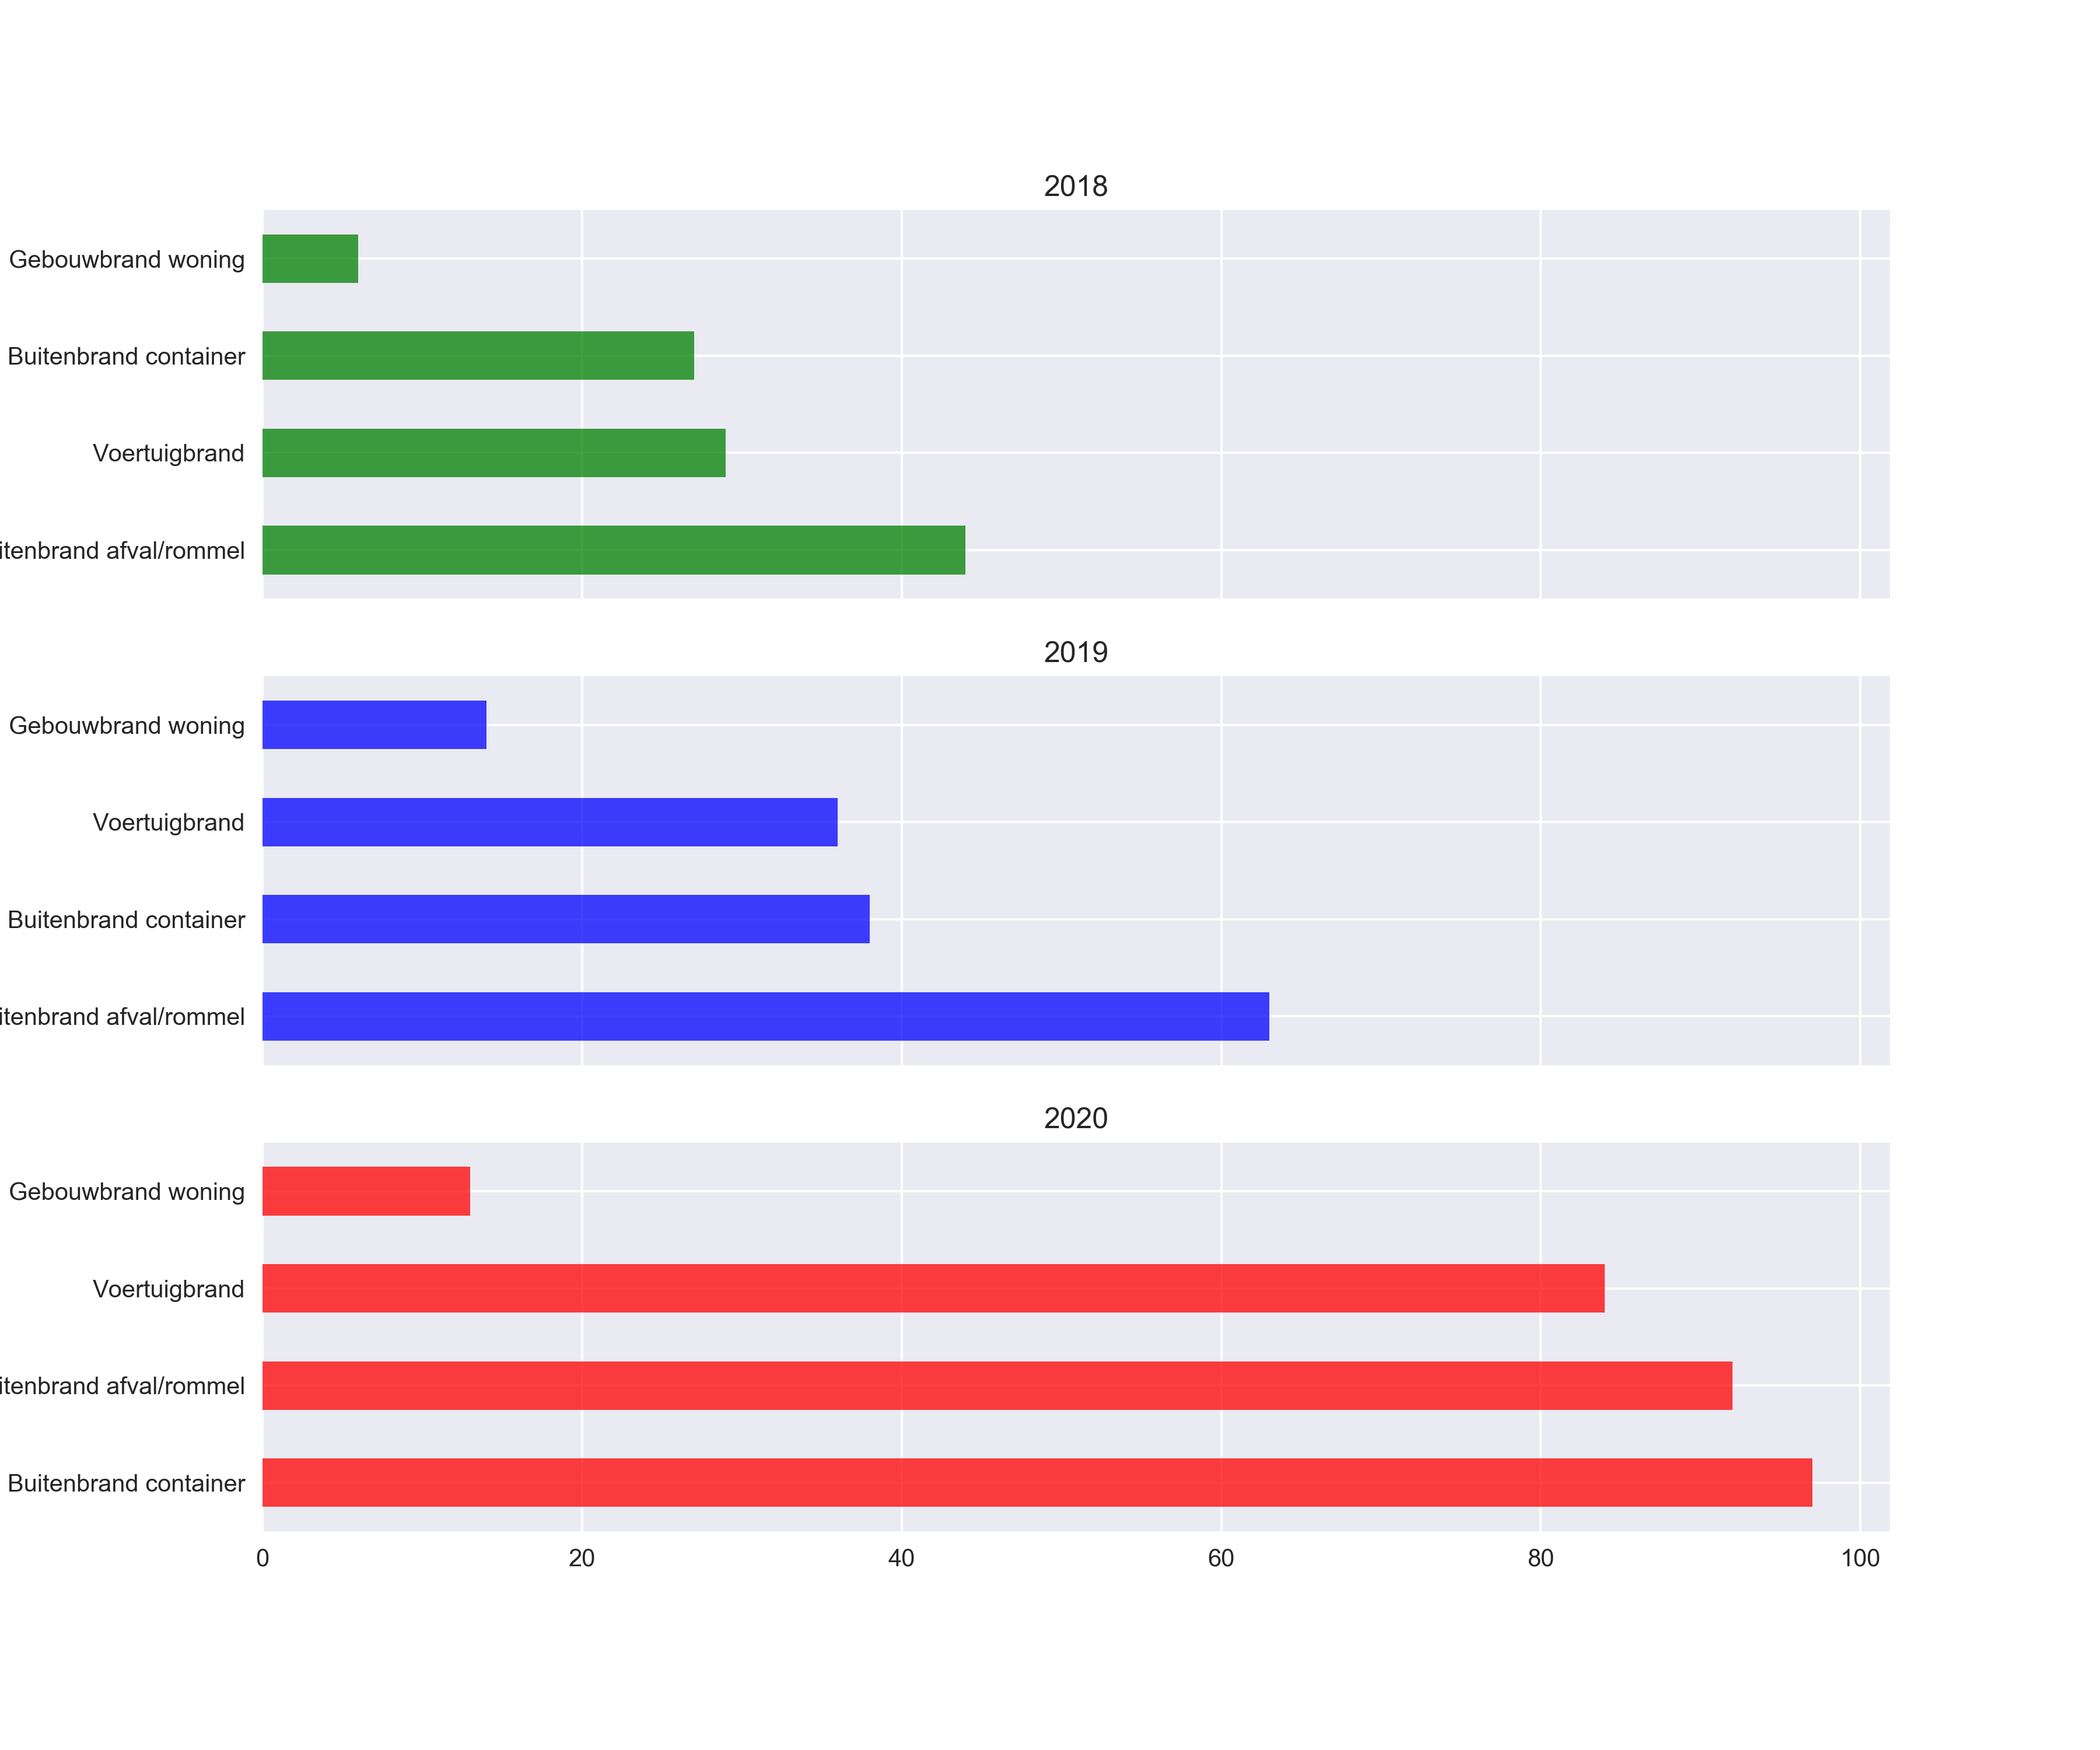 2018
Gebouwbrand woning
Buitenbrand container
Voertuigbrand
itenbrand afval/rommel
2019
Gebouwbrand woning
Voertuigbrand
Buitenbrand container
itenbrand afval/rommel
2020
Gebouwbrand woning
Voertuigbrand
itenbrand afval/rommel
Buitenbrand container
0 20 40 60 80 100